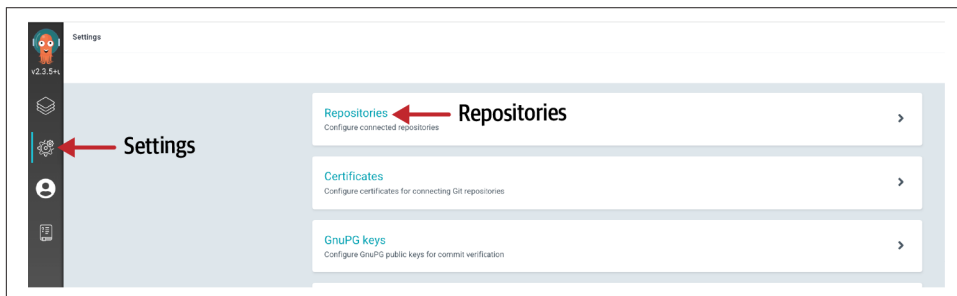 Settings
v2.3.5+u
Repositories
Configure connected repositories
Repositories
Settings
Certificates
Configure certificates for connecting Git repositories
GnuPG keys
Configure GnuPG public keys for commit verification